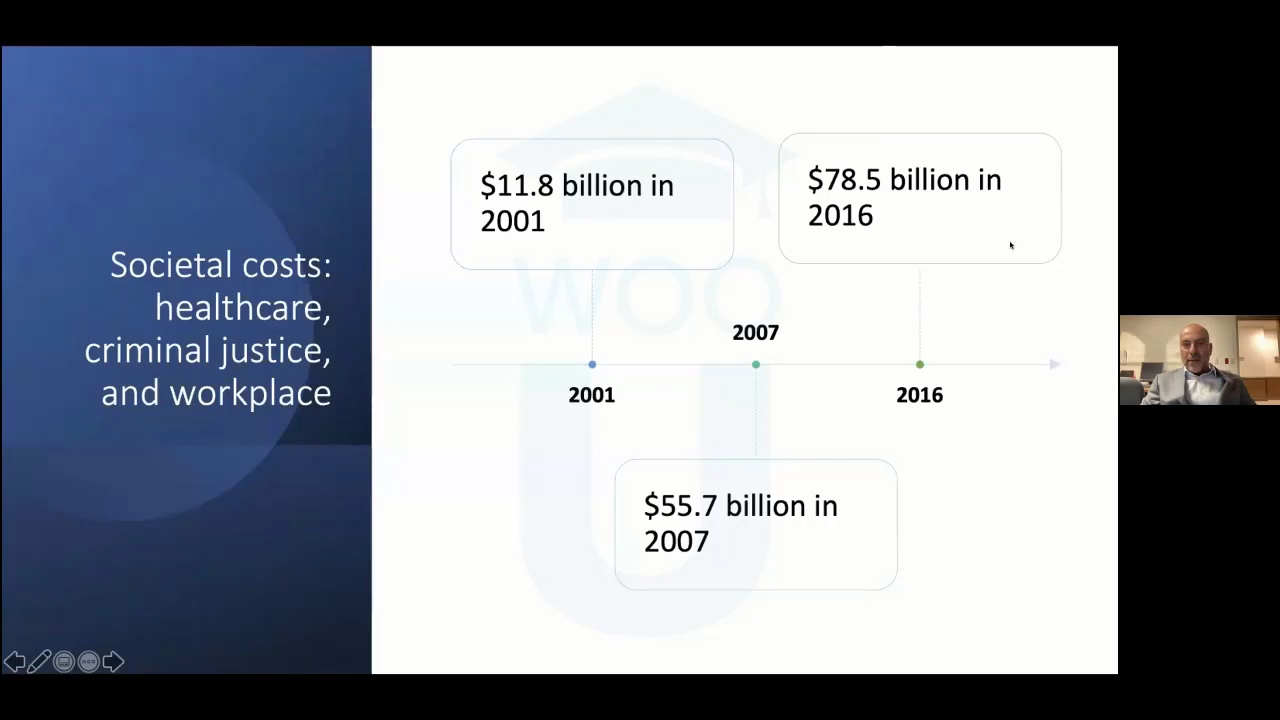 Societal costs:
healthcare,
criminal justice,
and workplace
$11.8 billion in
2001
$78.5 billion in
2016
WOO
U
2007
2001
2016
$55.7 billion in
2007